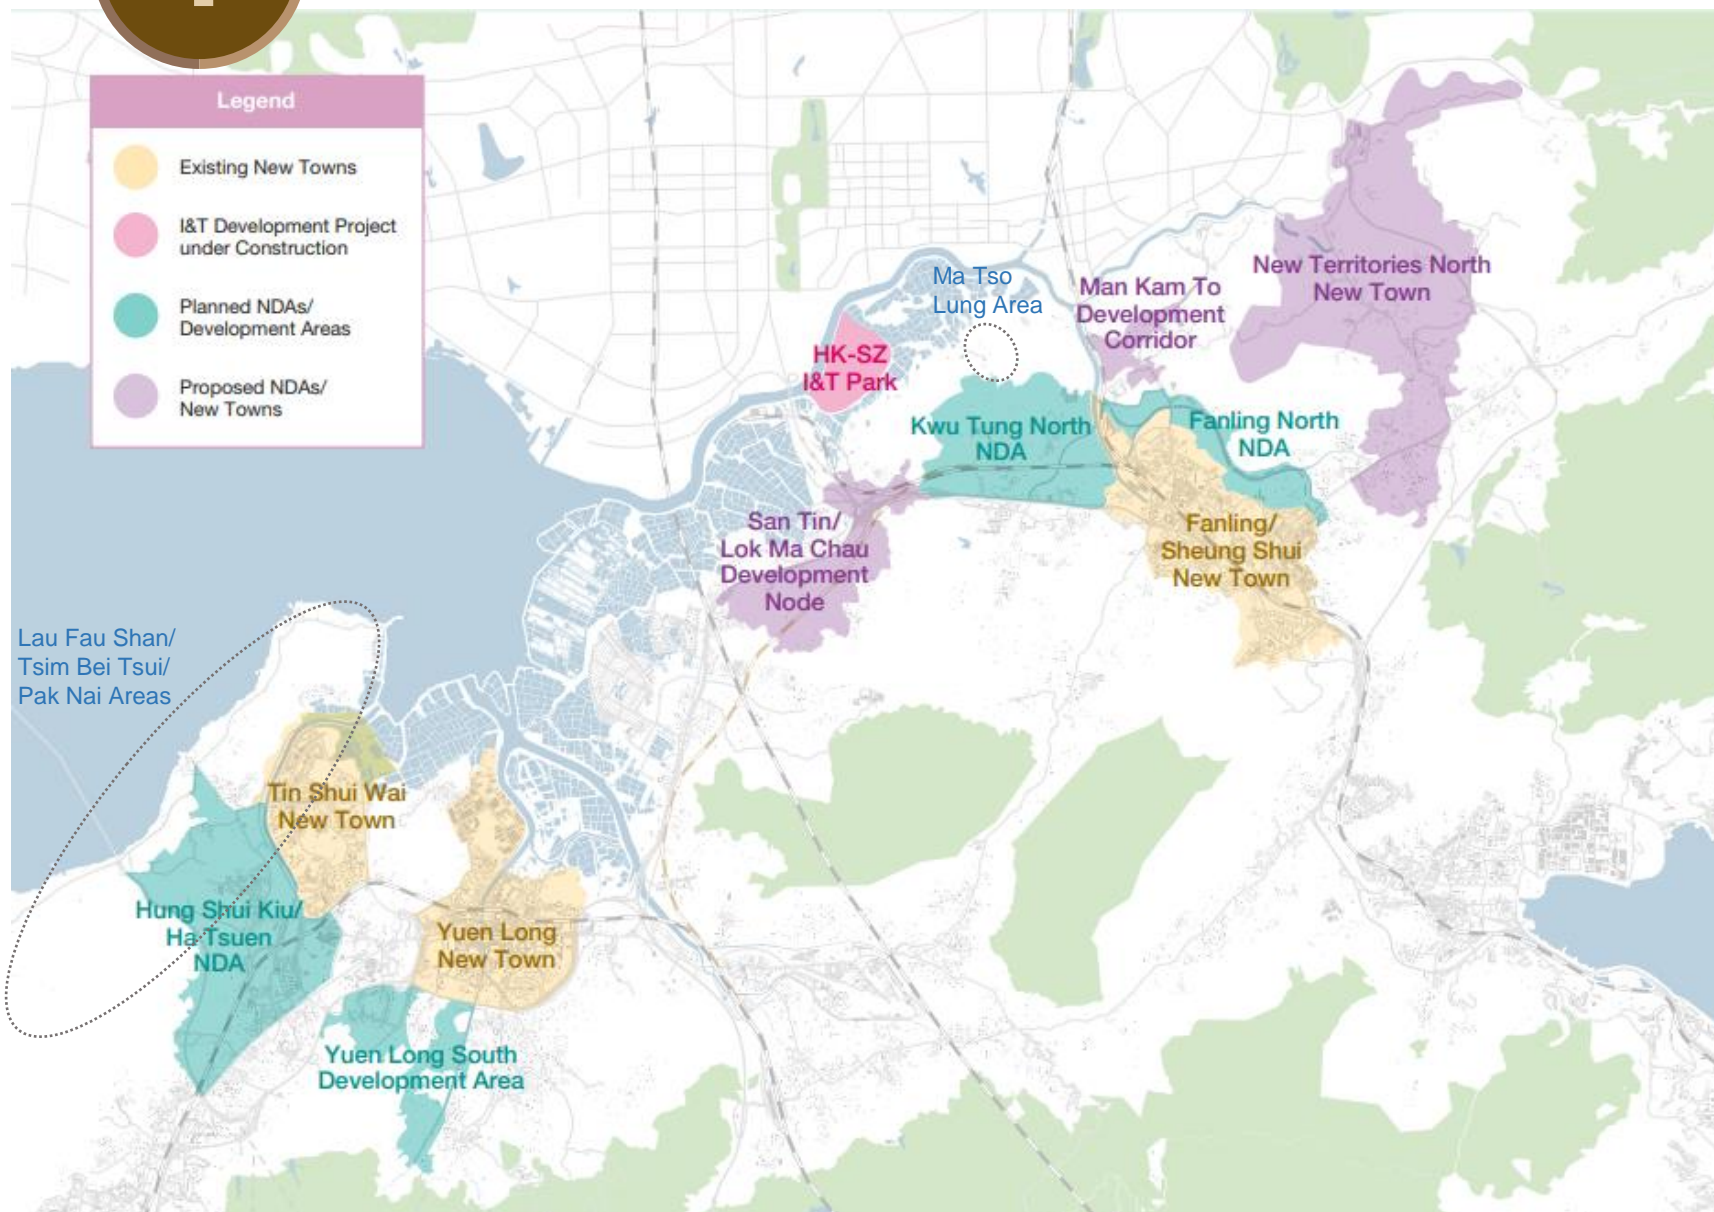 Legend
Existing New Towns
I&T Development Project
under Construction
Planned NDAs/
Development Areas
Proposed NDAs/
New Towns
Ma Tso
Lung Area
Man Kam To
Development
Corridor
New Territories North
New Town
HK-SZ
I&T Park
Kwu Tung North
NDA
Fanling North
NDA
San Tin/
Lok Ma Chau
Development
Node
Fanling/
Sheung Shui
New Town
Lau Fau Shan/
Tsim Bei Tsui/
Pak Nai Areas
Tin Shui Wai
New Town
Hung Shui Kiu/
Ha Tsuen
NDA
Yuen Long
New Town
Yuen Long South
Development Area